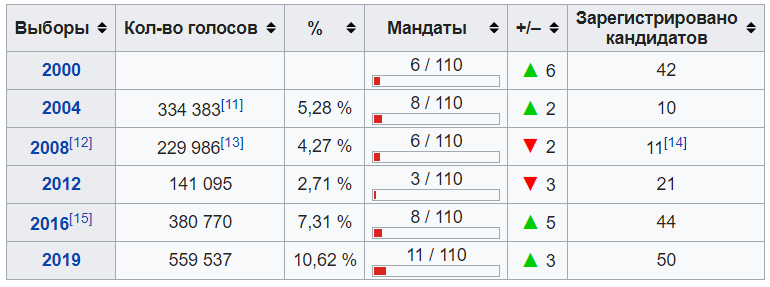 Выборы Кол-во голосов % Мандаты +/– Зарегистрировано кандидатов
2000 6 / 110 ▲ 6 42
2004 334 383[11] 5,28 % 8 / 110 ▲ 2 10
2008[12] 229 986[13] 4,27 % 6 / 110 ▼ 2 11[14]
2012 141 095 2,71 % 3 / 110 ▼ 3 21
2016[15] 380 770 7,31 % 8 / 110 ▲ 5 44
2019 559 537 10,62 % 11 / 110 ▲ 3 50